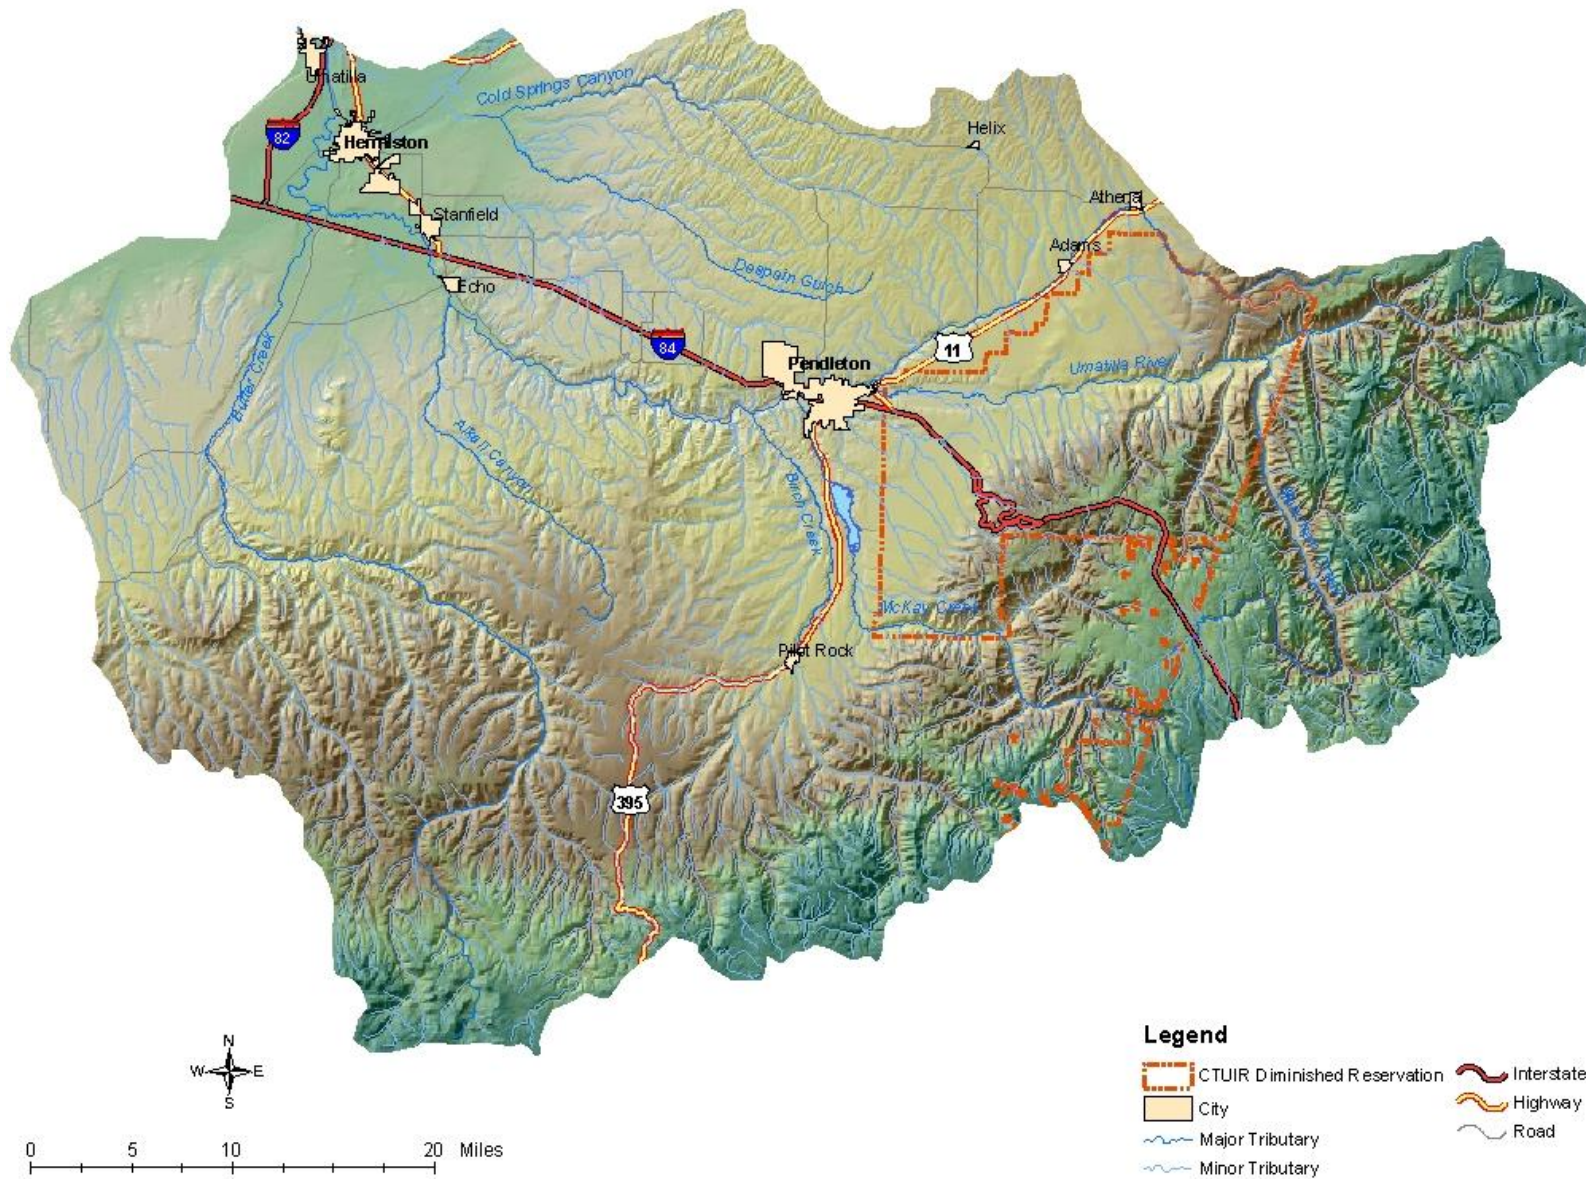 Umatilla
Cold Springs Canyon
82
Hermiston
Helix
Athena
Stanfield
Adams
Despain Gulch
Echo
84
11
Pendleton
Umatilla River
Butter Creek
Alkali Canyon
Birch Creek
McKay Creek
Pilot Rock
395
N
W
E
S
Legend
CTUIR Diminished Reservation
Interstate
City
Highway
Major Tributary
Road
Minor Tributary
0 5 10 20 Miles